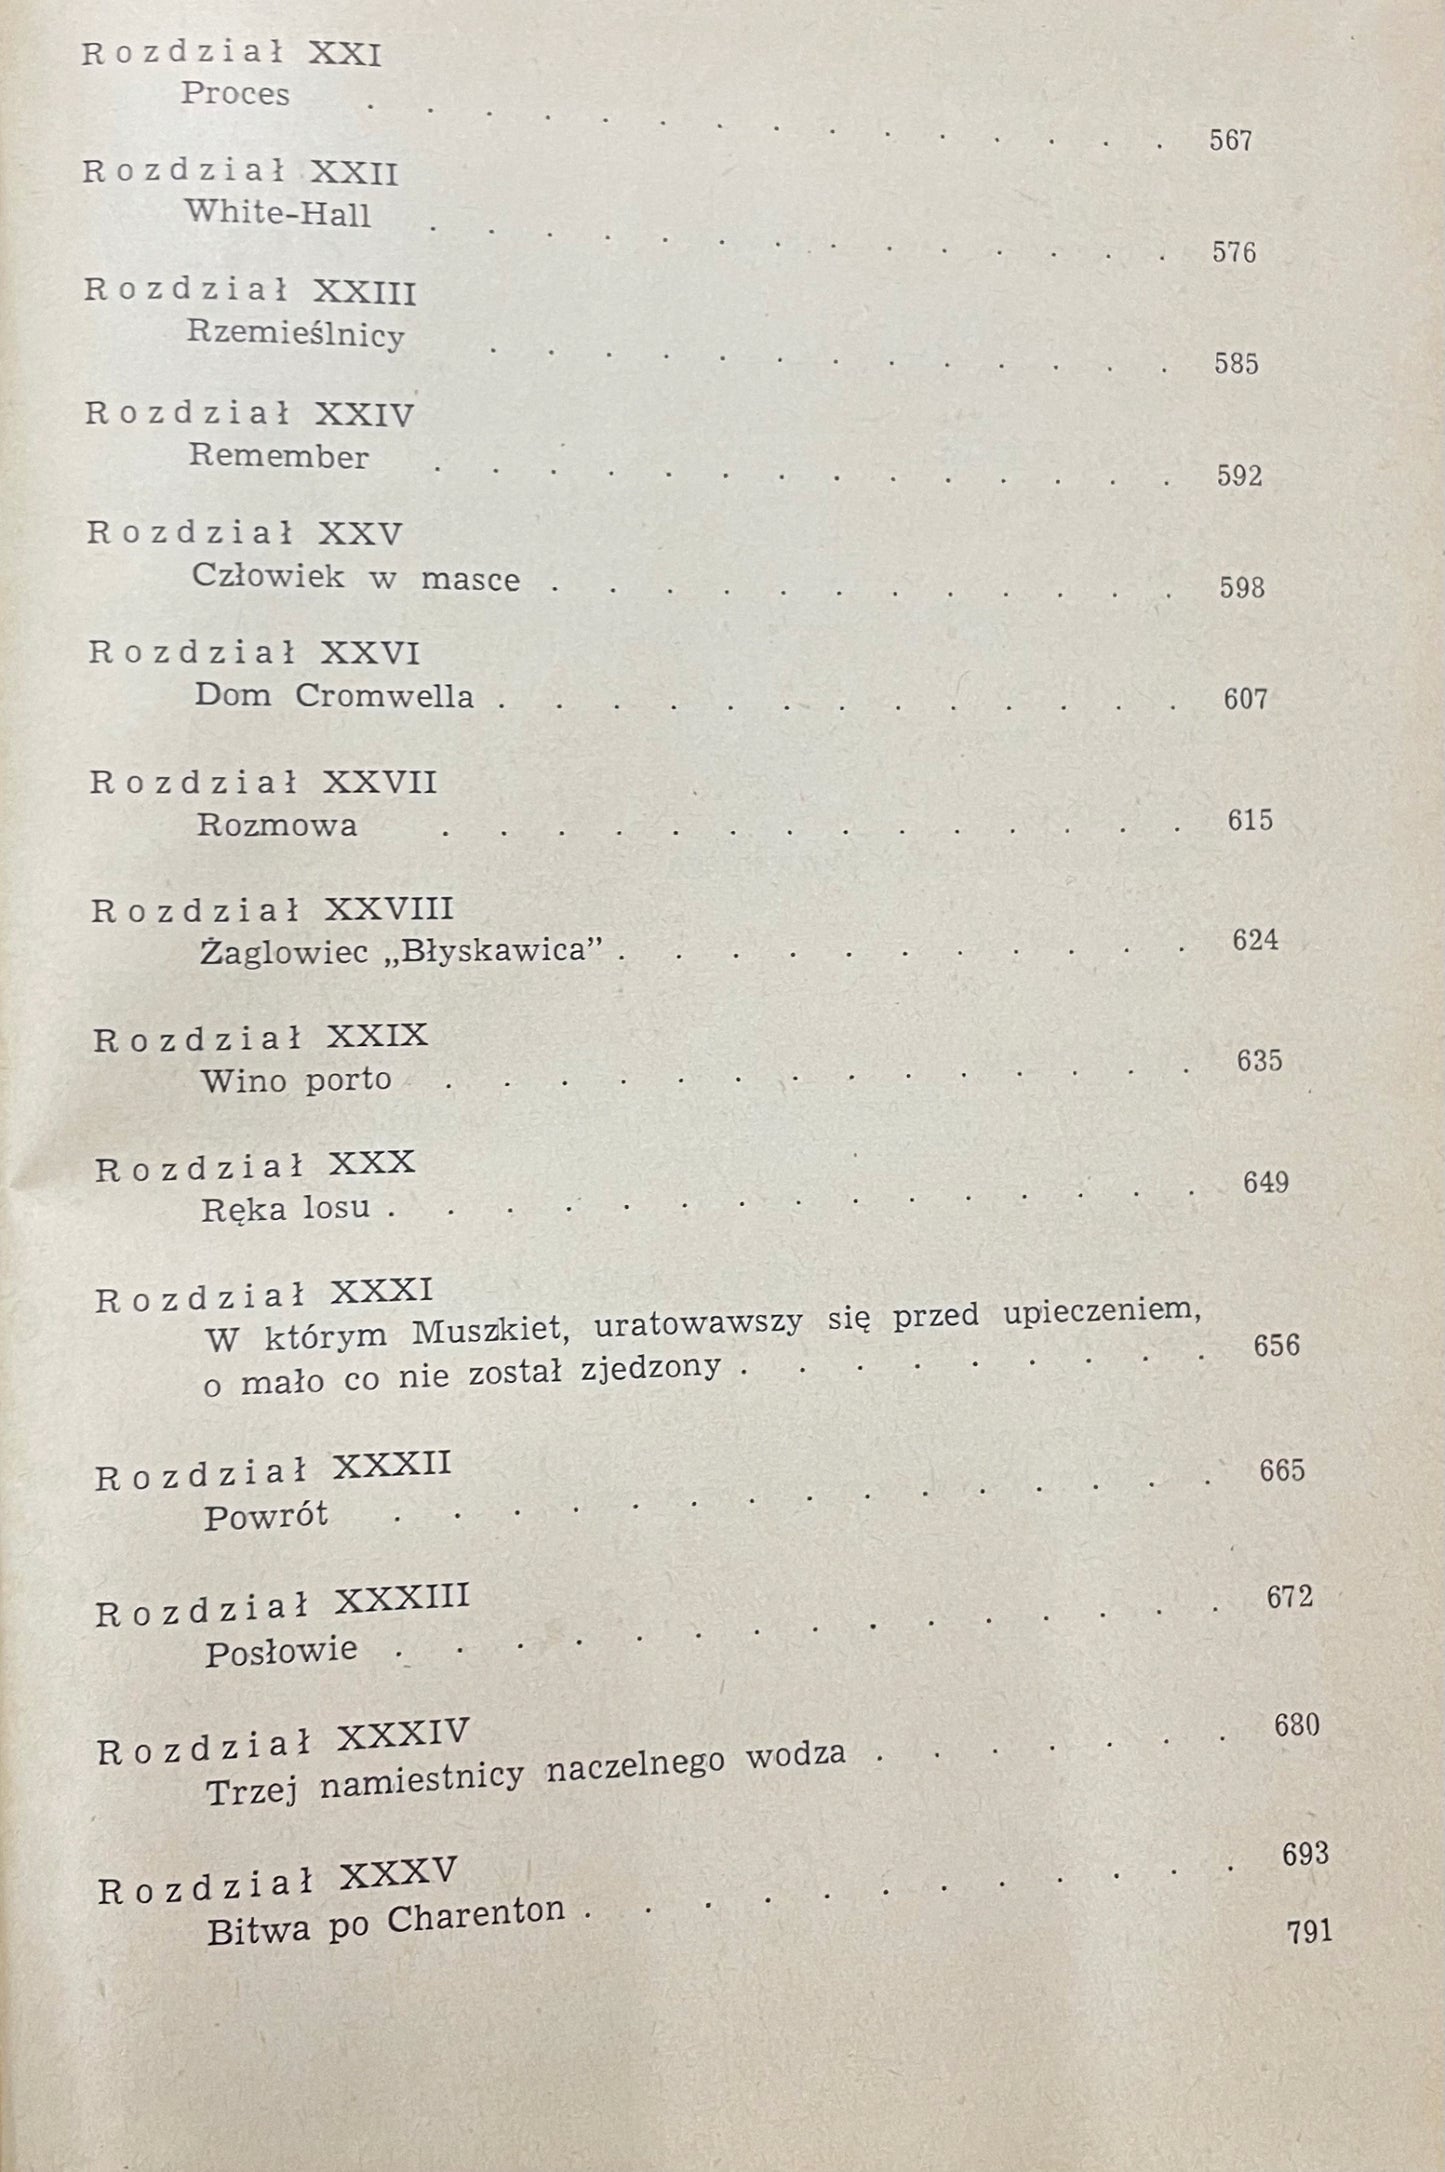 Rozdział XXI
Proces . . . . . . . . . . . . . . . 567
Rozdział XXII
White-Hall . . . . . . . . . . . . . . 576
Rozdział XXIII
Rzemieślnicy . . . . . . . . . . . . . 585
Rozdział XXIV
Remember . . . . . . . . . . . . . . 592
Rozdział XXV
Człowiek w masce . . . . . . . . . . . . 598
Rozdział XXVI
Dom Cromwella . . . . . . . . . . . . . 607
Rozdział XXVII
Rozmowa . . . . . . . . . . . . . . 615
Rozdział XXVIII
Żaglowiec „Błyskawica” . . . . . . . . . . . 624
Rozdział XXIX
Wino porto . . . . . . . . . . . . . . 635
Rozdział XXX
Ręka losu . . . . . . . . . . . . . . . 649
Rozdział XXXI
W którym Muszkiet, uratowawszy się przed upieczeniem,
o mało co nie został zjedzony . . . . . . . . . 656
Rozdział XXXII
Powrót . . . . . . . . . . . . . . . 665
Rozdział XXXIII
Posłowie . . . . . . . . . . . . . . . 672
Rozdział XXXIV
Trzej namiestnicy naczelnego wodza . . . . . . . 680
Rozdział XXXV
Bitwa po Charenton . . . . . . . . . . . . 693
791